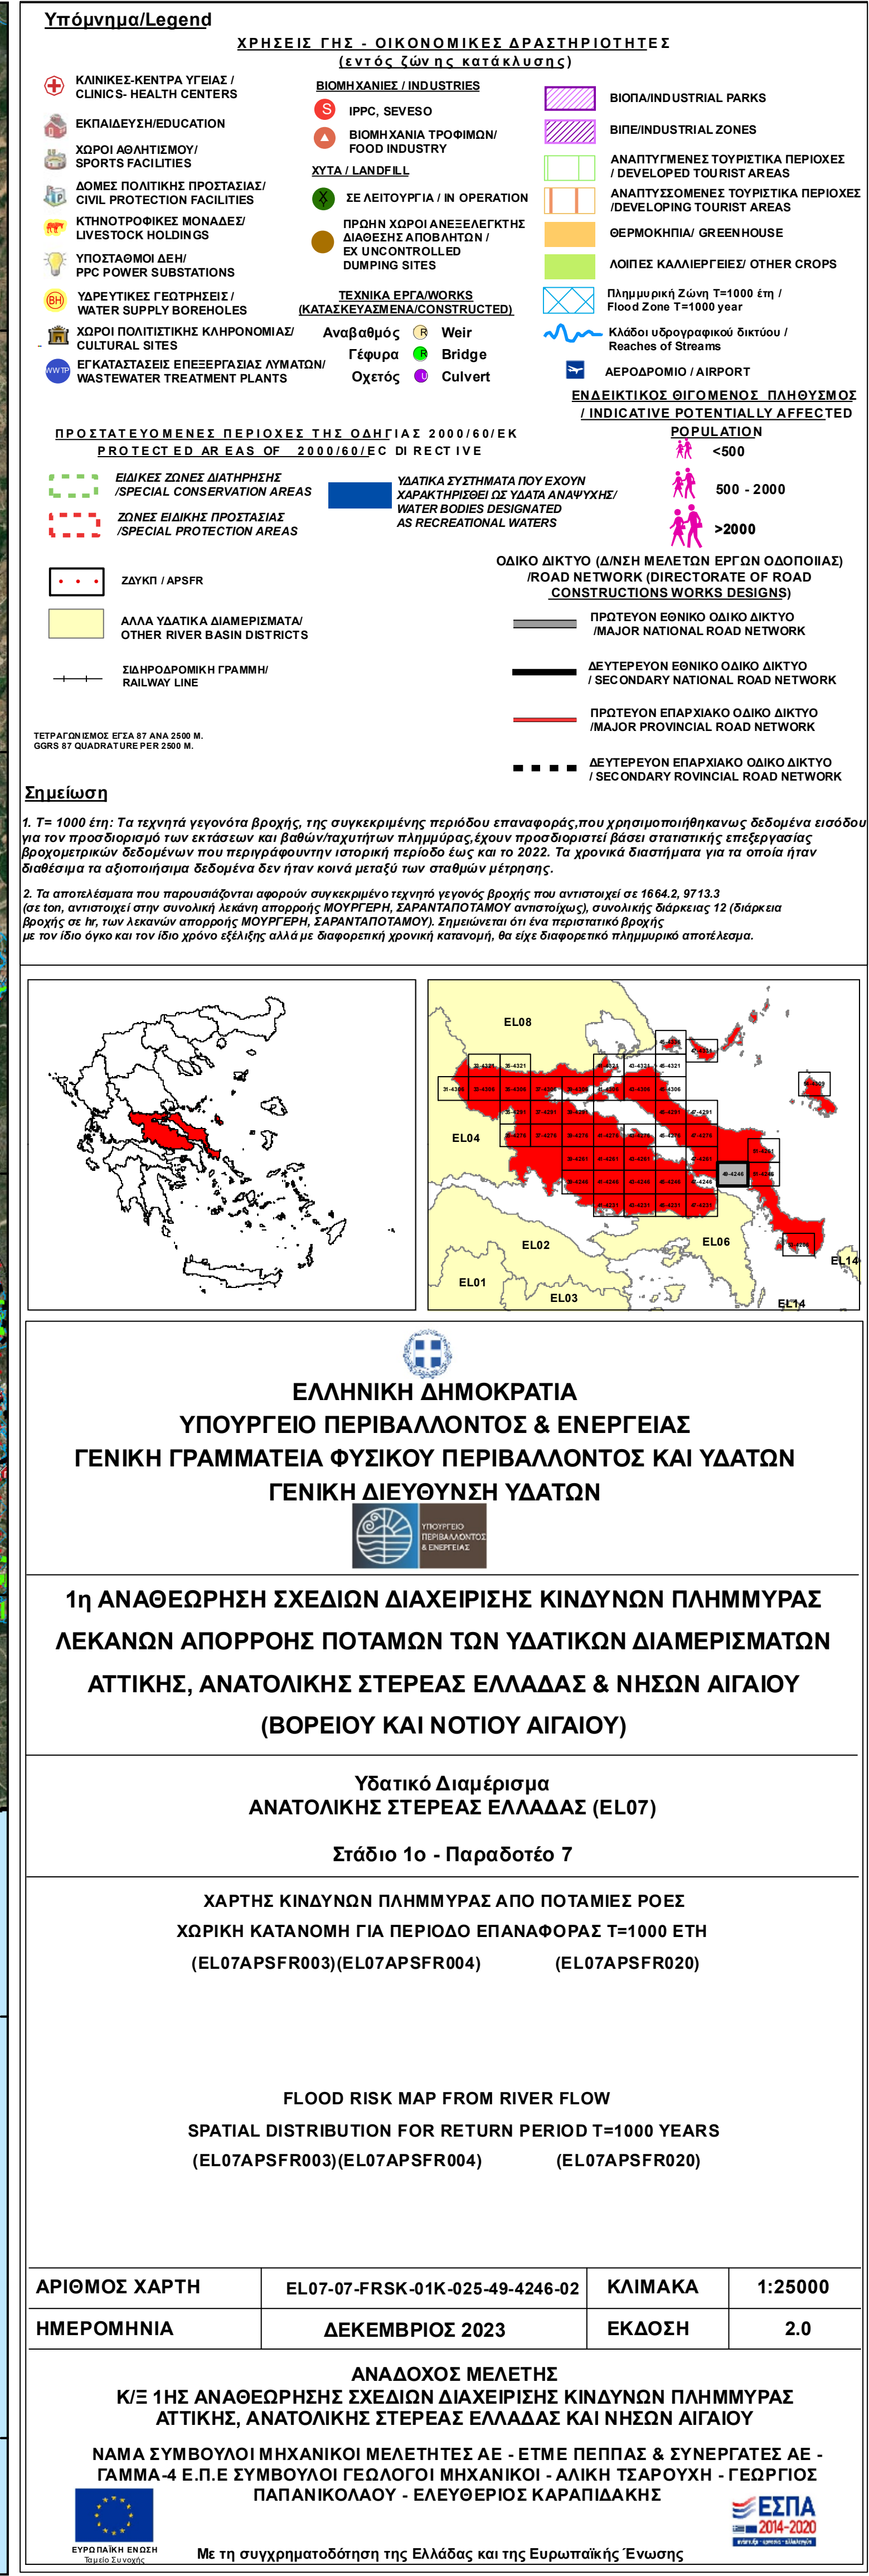 Υπόμνημα/Legend
ΧΡΗΣΕΙΣ ΓΗΣ - ΟΙΚΟΝΟΜΙΚΕΣ ΔΡΑΣΤΗΡΙΟΤΗΤΕΣ
(εντός ζώνης κατάκλυσης)
ΚΛΙΝΙΚΕΣ-ΚΕΝΤΡΑ ΥΓΕΙΑΣ /
CLINICS- HEALTH CENTERS
ΕΚΠΑΙΔΕΥΣΗ/EDUCATION
ΧΩΡΟΙ ΑΘΛΗΤΙΣΜΟΥ/
SPORTS FACILITIES
ΔΟΜΕΣ ΠΟΛΙΤΙΚΗΣ ΠΡΟΣΤΑΣΙΑΣ/
CIVIL PROTECTION FACILITIES
ΚΤΗΝΟΤΡΟΦΙΚΕΣ ΜΟΝΑΔΕΣ/
LIVESTOCK HOLDINGS
ΥΠΟΣΤΑΘΜΟΙ ΔΕΗ/
PPC POWER SUBSTATIONS
BH
ΥΔΡΕΥΤΙΚΕΣ ΓΕΩΤΡΗΣΕΙΣ /
WATER SUPPLY BOREHOLES
ΧΩΡΟΙ ΠΟΛΙΤΙΣΤΙΚΗΣ ΚΛΗΡΟΝΟΜΙΑΣ/
CULTURAL SITES
WWTP
ΕΓΚΑΤΑΣΤΑΣΕΙΣ ΕΠΕΞΕΡΓΑΣΙΑΣ ΛΥΜΑΤΩΝ/
WASTEWATER TREATMENT PLANTS
ΒΙΟΜΗΧΑΝΙΕΣ / INDUSTRIES
S
IPPC, SEVESO
ΒΙΟΜΗΧΑΝΙΑ ΤΡΟΦΙΜΩΝ/
FOOD INDUSTRY
ΧΥΤΑ / LANDFILL
ΣΕ ΛΕΙΤΟΥΡΓΙΑ / IN OPERATION
ΠΡΩΗΝ ΧΩΡΟΙ ΑΝΕΞΕΛΕΓΚΤΗΣ
ΔΙΑΘΕΣΗΣ ΑΠΟΒΛΗΤΩΝ /
EX UNCONTROLLED
DUMPING SITES
ΤΕΧΝΙΚΑ ΕΡΓΑ/WORKS
(ΚΑΤΑΣΚΕΥΑΣΜΕΝΑ/CONSTRUCTED)
Αναβαθμός R Weir
Γέφυρα R Bridge
Οχετός U Culvert
ΒΙΟΠΑ/INDUSTRIAL PARKS
ΒΙΠΕ/INDUSTRIAL ZONES
ΑΝΑΠΤΥΓΜΕΝΕΣ ΤΟΥΡΙΣΤΙΚΑ ΠΕΡΙΟΧΕΣ
/ DEVELOPED TOURIST AREAS
ΑΝΑΠΤΥΣΣΟΜΕΝΕΣ ΤΟΥΡΙΣΤΙΚΑ ΠΕΡΙΟΧΕΣ
/DEVELOPING TOURIST AREAS
ΘΕΡΜΟΚΗΠΙΑ/ GREENHOUSE
ΛΟΙΠΕΣ ΚΑΛΛΙΕΡΓΕΙΕΣ/ OTHER CROPS
Πλημμυρική Ζώνη Τ=1000 έτη /
Flood Zone T=1000 year
Κλάδοι υδρογραφικού δικτύου /
Reaches of Streams
ΑΕΡΟΔΡΟΜΙΟ / AIRPORT
ΕΝΔΕΙΚΤΙΚΟΣ ΘΙΓΟΜΕΝΟΣ ΠΛΗΘΥΣΜΟΣ
/ INDICATIVE POTENTIALLY AFFECTED
POPULATION
<500
500 - 2000
>2000
ΠΡΟΣΤΑΤΕΥΟΜΕΝΕΣ ΠΕΡΙΟΧΕΣ ΤΗΣ ΟΔΗΓΙΑΣ 2000/60/ΕΚ
PROTECTED AREAS OF 2000/60/EC DIRECTIVE
ΕΙΔΙΚΕΣ ΖΩΝΕΣ ΔΙΑΤΗΡΗΣΗΣ
/SPECIAL CONSERVATION AREAS
ΖΩΝΕΣ ΕΙΔΙΚΗΣ ΠΡΟΣΤΑΣΙΑΣ
/SPECIAL PROTECTION AREAS
ΥΔΑΤΙΚΑ ΣΥΣΤΗΜΑΤΑ ΠΟΥ ΕΧΟΥΝ
ΧΑΡΑΚΤΗΡΙΣΘΕΙ ΩΣ ΥΔΑΤΑ ΑΝΑΨΥΧΗΣ/
WATER BODIES DESIGNATED
AS RECREATIONAL WATERS
ΖΔΥΚΠ / APSFR
ΑΛΛΑ ΥΔΑΤΙΚΑ ΔΙΑΜΕΡΙΣΜΑΤΑ/
OTHER RIVER BASIN DISTRICTS
ΣΙΔΗΡΟΔΡΟΜΙΚΗ ΓΡΑΜΜΗ/
RAILWAY LINE
ΟΔΙΚΟ ΔΙΚΤΥΟ (Δ/ΝΣΗ ΜΕΛΕΤΩΝ ΕΡΓΩΝ ΟΔΟΠΟΙΙΑΣ)
/ROAD NETWORK (DIRECTORATE OF ROAD
CONSTRUCTIONS WORKS DESIGNS)
ΠΡΩΤΕΥΟΝ ΕΘΝΙΚΟ ΟΔΙΚΟ ΔΙΚΤΥΟ
/MAJOR NATIONAL ROAD NETWORK
ΔΕΥΤΕΡΕΥΟΝ ΕΘΝΙΚΟ ΟΔΙΚΟ ΔΙΚΤΥΟ
/ SECONDARY NATIONAL ROAD NETWORK
ΠΡΩΤΕΥΟΝ ΕΠΑΡΧΙΑΚΟ ΟΔΙΚΟ ΔΙΚΤΥΟ
/MAJOR PROVINCIAL ROAD NETWORK
ΔΕΥΤΕΡΕΥΟΝ ΕΠΑΡΧΙΑΚΟ ΟΔΙΚΟ ΔΙΚΤΥΟ
/ SECONDARY ROVINCIAL ROAD NETWORK
ΤΕΤΡΑΓΩΝΙΣΜΟΣ ΕΓΣΑ 87 ΑΝΑ 2500 Μ.
GGRS 87 QUADRATURE PER 2500 M.
Σημείωση
1. Τ= 1000 έτη: Τα τεχνητά γεγονότα βροχής, της συγκεκριμένης περιόδου επαναφοράς,που χρησιμοποιήθηκανως δεδομένα εισόδου
για τον προσδιορισμό των εκτάσεων και βαθών/ταχυτήτων πλημμύρας,έχουν προσδιοριστεί βάσει στατιστικής επεξεργασίας
βροχομετρικών δεδομένων που περιγράφουντην ιστορική περίοδο έως και το 2022. Τα χρονικά διαστήματα για τα οποία ήταν
διαθέσιμα τα αξιοποιήσιμα δεδομένα δεν ήταν κοινά μεταξύ των σταθμών μέτρησης.
2. Τα αποτελέσματα που παρουσιάζονται αφορούν συγκεκριμένο τεχνητό γεγονός βροχής που αντιστοιχεί σε 1664.2, 9713.3
(σε ton, αντιστοιχεί στην συνολική λεκάνη απορροής ΜΟΥΡΓΕΡΗ, ΣΑΡΑΝΤΑΠΟΤΑΜΟΥ αντιστοίχως), συνολικής διάρκειας 12 (διάρκεια
βροχής σε hr, των λεκανών απορροής ΜΟΥΡΓΕΡΗ, ΣΑΡΑΝΤΑΠΟΤΑΜΟΥ). Σημειώνεται ότι ένα περιστατικό βροχής
με τον ίδιο όγκο και τον ίδιο χρόνο εξέλιξης αλλά με διαφορετική χρονική κατανομή, θα είχε διαφορετικό πλημμυρικό αποτέλεσμα.
EL08
EL04
EL02
EL01
EL03
EL06
EL14
EL14
49-4246
ΕΛΛΗΝΙΚΗ ΔΗΜΟΚΡΑΤΙΑ
ΥΠΟΥΡΓΕΙΟ ΠΕΡΙΒΑΛΛΟΝΤΟΣ & ΕΝΕΡΓΕΙΑΣ
ΓΕΝΙΚΗ ΓΡΑΜΜΑΤΕΙΑ ΦΥΣΙΚΟΥ ΠΕΡΙΒΑΛΛΟΝΤΟΣ ΚΑΙ ΥΔΑΤΩΝ
ΓΕΝΙΚΗ ΔΙΕΥΘΥΝΣΗ ΥΔΑΤΩΝ
ΥΠΟΥΡΓΕΙΟ
ΠΕΡΙΒΑΛΛΟΝΤΟΣ
& ΕΝΕΡΓΕΙΑΣ
1η ΑΝΑΘΕΩΡΗΣΗ ΣΧΕΔΙΩΝ ΔΙΑΧΕΙΡΙΣΗΣ ΚΙΝΔΥΝΩΝ ΠΛΗΜΜΥΡΑΣ
ΛΕΚΑΝΩΝ ΑΠΟΡΡΟΗΣ ΠΟΤΑΜΩΝ ΤΩΝ ΥΔΑΤΙΚΩΝ ΔΙΑΜΕΡΙΣΜΑΤΩΝ
ΑΤΤΙΚΗΣ, ΑΝΑΤΟΛΙΚΗΣ ΣΤΕΡΕΑΣ ΕΛΛΑΔΑΣ & ΝΗΣΩΝ ΑΙΓΑΙΟΥ
(ΒΟΡΕΙΟΥ ΚΑΙ ΝΟΤΙΟΥ ΑΙΓΑΙΟΥ)
Υδατικό Διαμέρισμα
ΑΝΑΤΟΛΙΚΗΣ ΣΤΕΡΕΑΣ ΕΛΛΑΔΑΣ (EL07)
Στάδιο 1ο - Παραδοτέο 7
ΧΑΡΤΗΣ ΚΙΝΔΥΝΩΝ ΠΛΗΜΜΥΡΑΣ ΑΠΟ ΠΟΤΑΜΙΕΣ ΡΟΕΣ
ΧΩΡΙΚΗ ΚΑΤΑΝΟΜΗ ΓΙΑ ΠΕΡΙΟΔΟ ΕΠΑΝΑΦΟΡΑΣ Τ=1000 ΕΤΗ
(EL07APSFR003)(EL07APSFR004) (EL07APSFR020)
FLOOD RISK MAP FROM RIVER FLOW
SPATIAL DISTRIBUTION FOR RETURN PERIOD T=1000 YEARS
(EL07APSFR003)(EL07APSFR004) (EL07APSFR020)
ΑΡΙΘΜΟΣ ΧΑΡΤΗ EL07-07-FRSK-01K-025-49-4246-02 ΚΛΙΜΑΚΑ 1:25000
ΗΜΕΡΟΜΗΝΙΑ ΔΕΚΕΜΒΡΙΟΣ 2023 ΕΚΔΟΣΗ 2.0
ΑΝΑΔΟΧΟΣ ΜΕΛΕΤΗΣ
Κ/Ξ 1ΗΣ ΑΝΑΘΕΩΡΗΣΗΣ ΣΧΕΔΙΩΝ ΔΙΑΧΕΙΡΙΣΗΣ ΚΙΝΔΥΝΩΝ ΠΛΗΜΜΥΡΑΣ
ΑΤΤΙΚΗΣ, ΑΝΑΤΟΛΙΚΗΣ ΣΤΕΡΕΑΣ ΕΛΛΑΔΑΣ ΚΑΙ ΝΗΣΩΝ ΑΙΓΑΙΟΥ
ΝΑΜΑ ΣΥΜΒΟΥΛΟΙ ΜΗΧΑΝΙΚΟΙ ΜΕΛΕΤΗΤΕΣ ΑΕ - ΕΤΜΕ ΠΕΠΠΑΣ & ΣΥΝΕΡΓΑΤΕΣ ΑΕ -
ΓΑΜΜΑ-4 Ε.Π.Ε ΣΥΜΒΟΥΛΟΙ ΓΕΩΛΟΓΟΙ ΜΗΧΑΝΙΚΟΙ - ΑΛΙΚΗ ΤΣΑΡΟΥΧΗ - ΓΕΩΡΓΙΟΣ
ΠΑΠΑΝΙΚΟΛΑΟΥ - ΕΛΕΥΘΕΡΙΟΣ ΚΑΡΑΠΙΔΑΚΗΣ
ΕΥΡΩΠΑΪΚΗ ΕΝΩΣΗ
Ταμείο Συνοχής
Με τη συγχρηματοδότηση της Ελλάδας και της Ευρωπαϊκής Ένωσης
ΕΣΠΑ
2014-2020
ανάπτυξη - εργασία - αλληλεγγύη